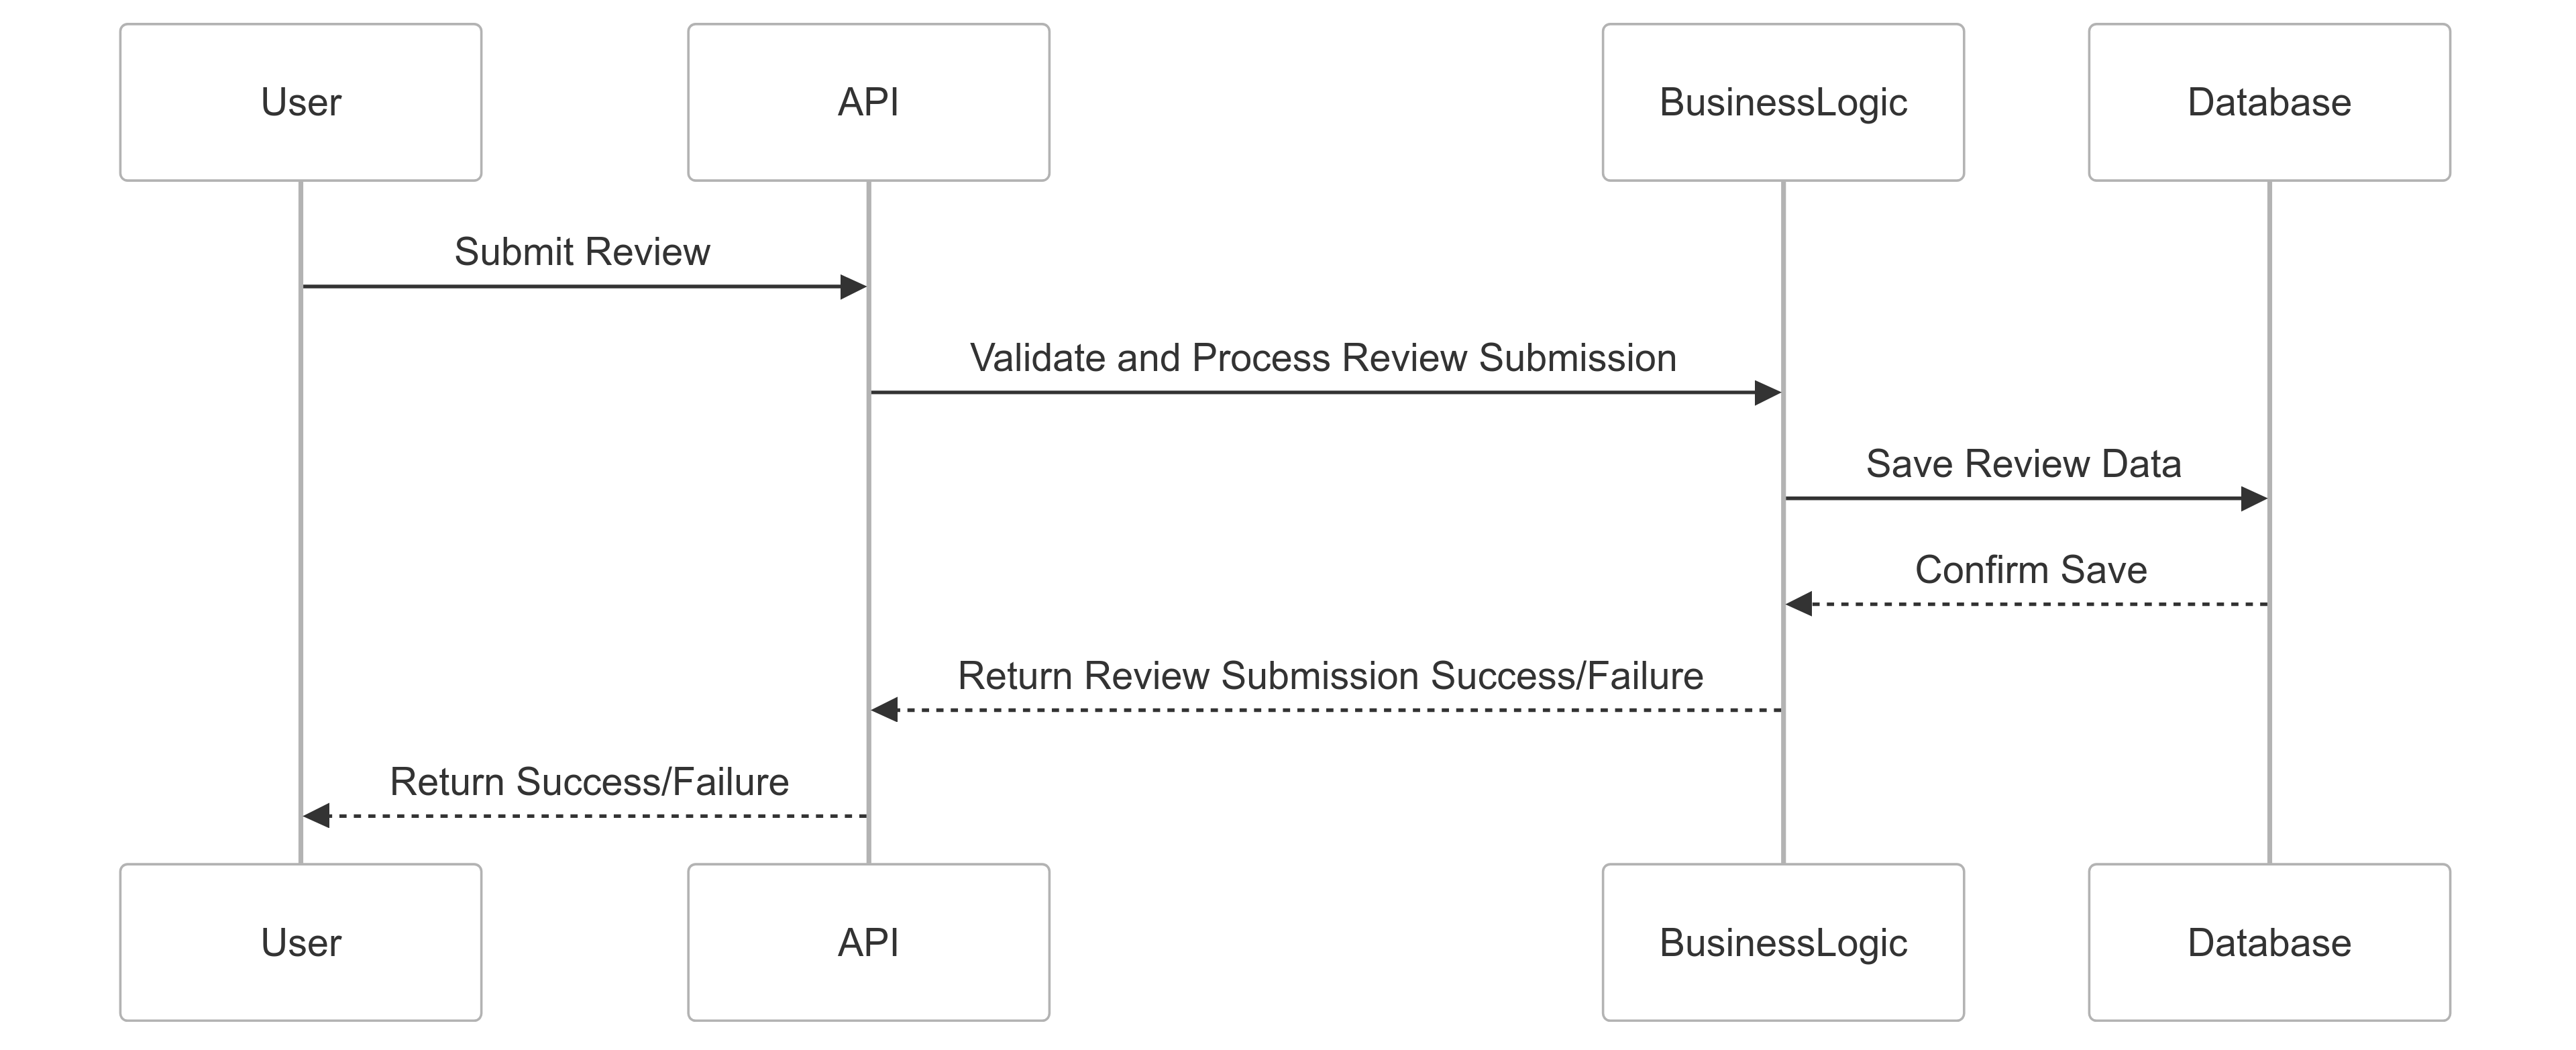 User
API
BusinessLogic
Database
Submit Review
Validate and Process Review Submission
Save Review Data
Confirm Save
Return Review Submission Success/Failure
Return Success/Failure
User
API
BusinessLogic
Database